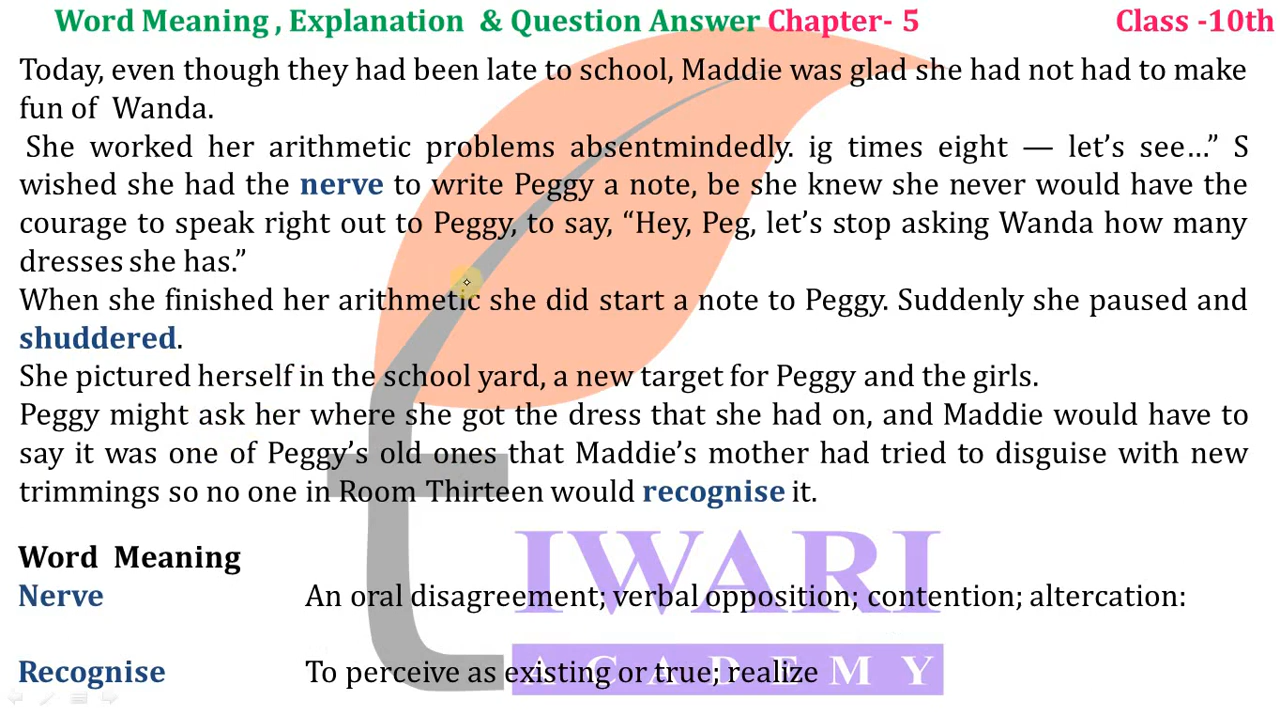 Word Meaning , Explanation & Question Answer Chapter- 5 Class -10th
Today, even though they had been late to school, Maddie was glad she had not had to make
fun of Wanda.
She worked her arithmetic problems absentmindedly. ig times eight — let’s see…” S
wished she had the nerve to write Peggy a note, be she knew she never would have the
courage to speak right out to Peggy, to say, “Hey, Peg, let’s stop asking Wanda how many
dresses she has.”
When she finished her arithmetic she did start a note to Peggy. Suddenly she paused and
shuddered.
She pictured herself in the school yard, a new target for Peggy and the girls.
Peggy might ask her where she got the dress that she had on, and Maddie would have to
say it was one of Peggy’s old ones that Maddie’s mother had tried to disguise with new
trimmings so no one in Room Thirteen would recognise it.
Word Meaning
Nerve An oral disagreement; verbal opposition; contention; altercation:
Recognise To perceive as existing or true; realize
IWARI
ACADEMY